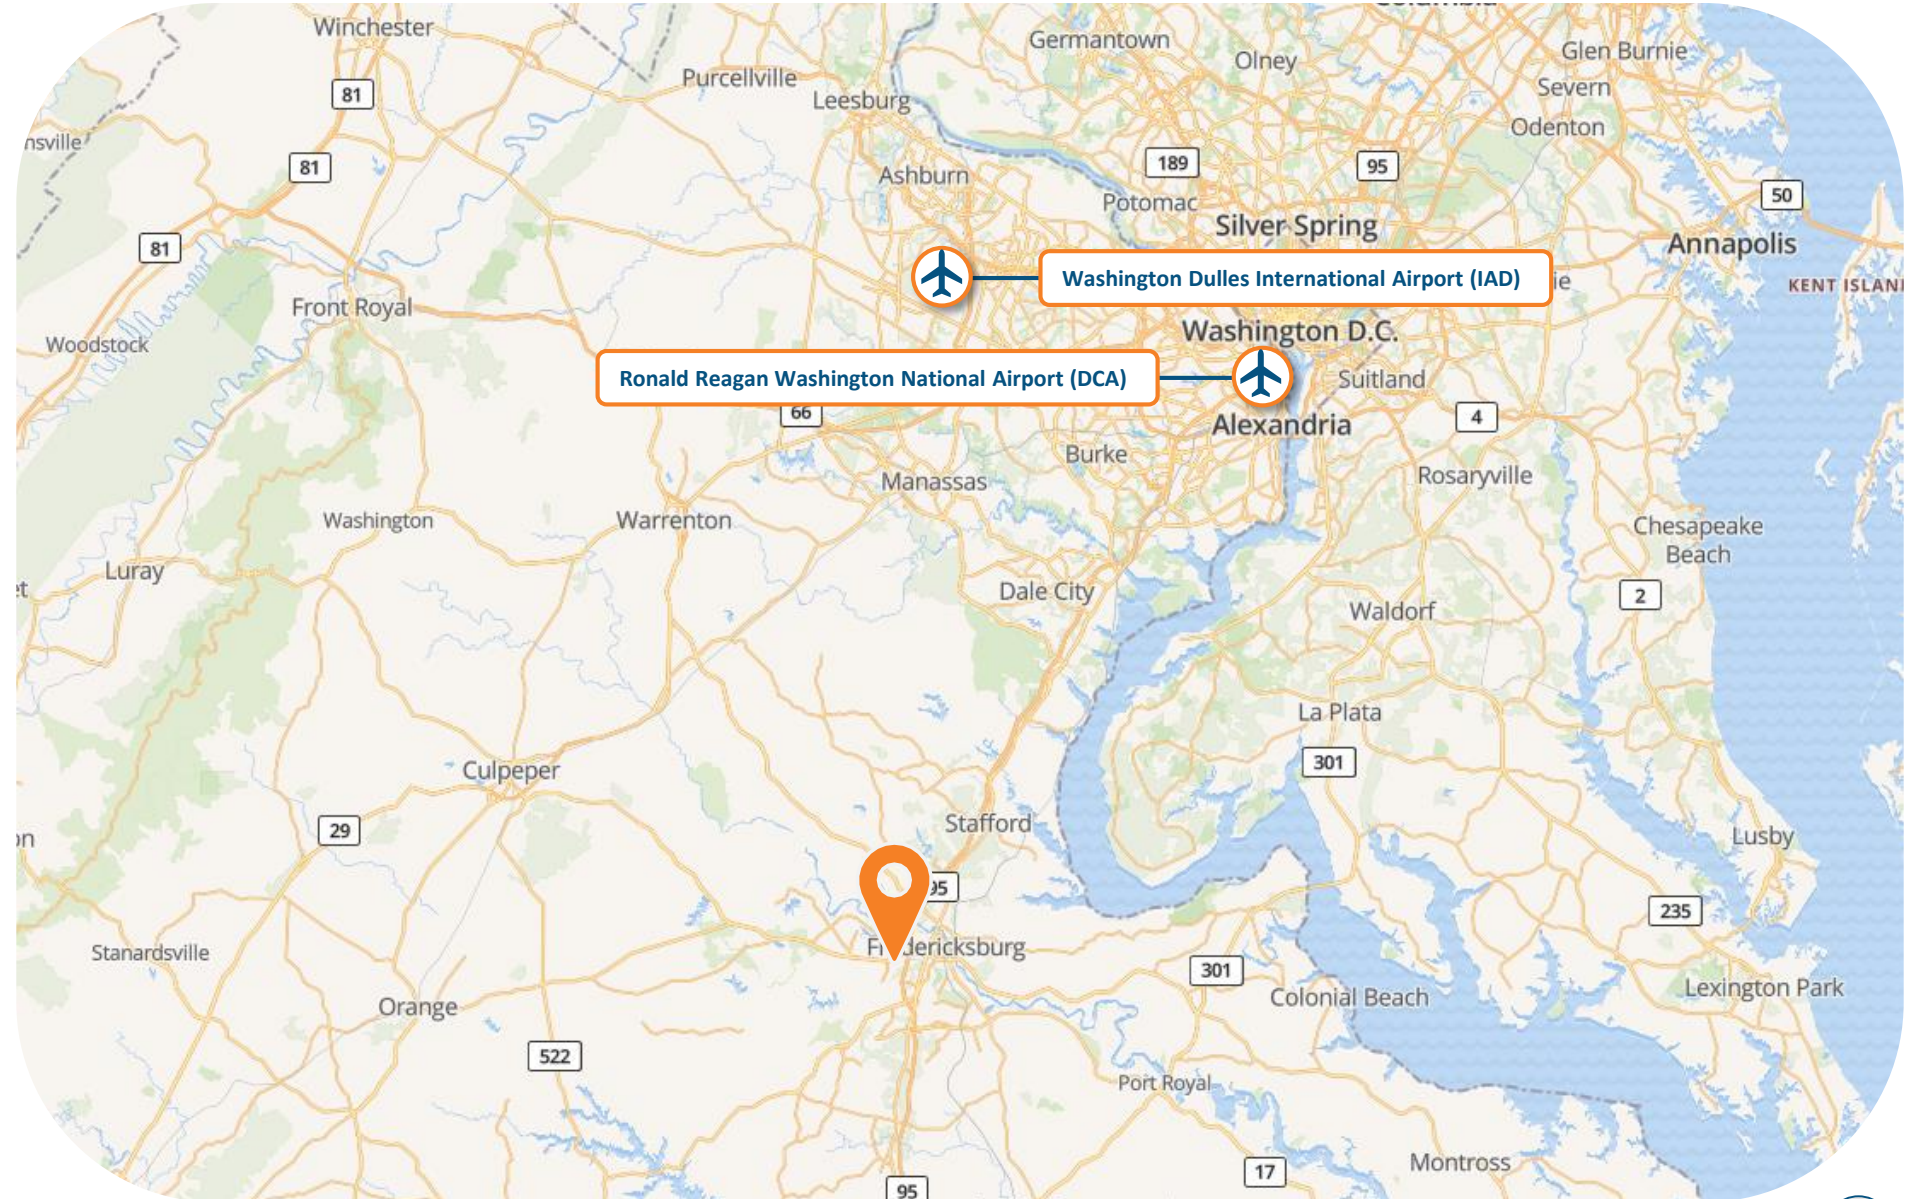 Winchester
Germantown
Olney
Glen Burnie
Purcellville
Leesburg
Severn
81
Odenton
nsville
81
Ashburn
189
95
Potomac
50
Silver Spring
81
Annapolis
Washington Dulles International Airport (IAD)
ie
KENT ISLAN
Front Royal
Woodstock
Washington D.C.
Ronald Reagan Washington National Airport (DCA)
Suitland
66
4
Alexandria
Burke
Manassas
Rosaryville
Washington
Warrenton
Chesapeake
Beach
Luray
et
Dale City
2
Waldorf
La Plata
301
Culpeper
29
Stafford
on
Lusby
95
235
Stanardsville
Fredericksburg
301
Lexington Park
Colonial Beach
Orange
522
Port Royal
Montross
17
95